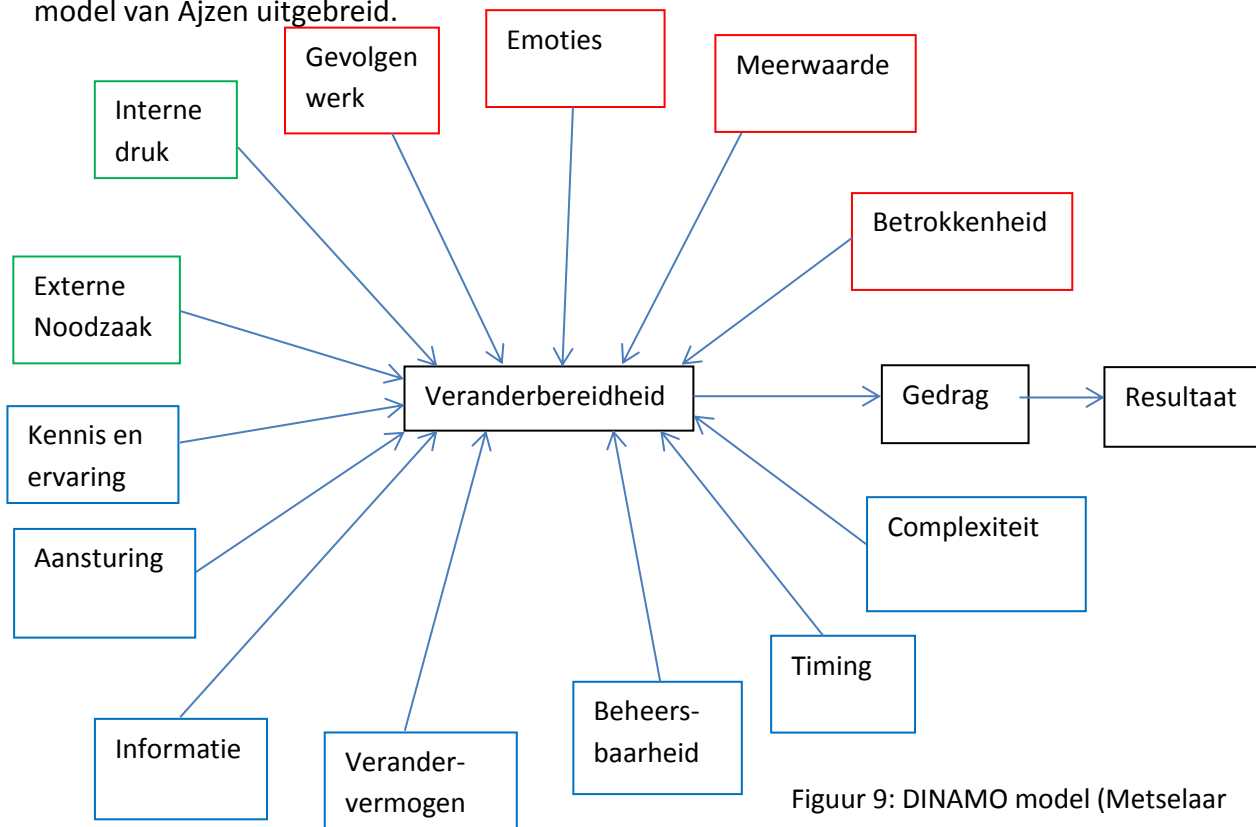 model van Ajzen uitgebreid.
Emoties
Gevolgen
werk
Meerwaarde
Interne
druk
Betrokkenheid
Externe
Noodzaak
Veranderbereidheid
Gedrag
Resultaat
Kennis en
ervaring
Complexiteit
Aansturing
Timing
Beheers-
baarheid
Informatie
Verander-
vermogen
Figuur 9: DINAMO model (Metselaar